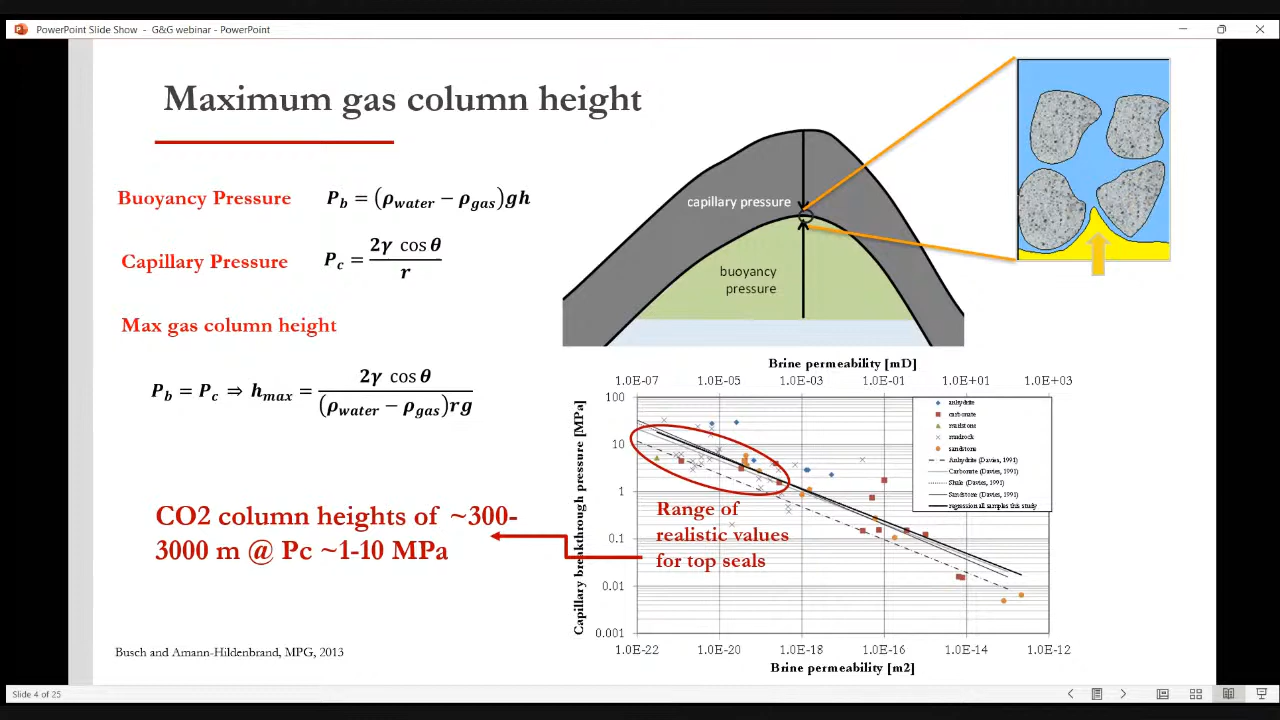 PowerPoint Slide Show - G&G webinar - PowerPoint
Maximum gas column height
Buoyancy Pressure
P_b = (ρ_water − ρ_gas)gh
Capillary Pressure
P_c = 2γ cos θ / r
Max gas column height
P_b = P_c ⇒ h_max = 2γ cos θ / (ρ_water − ρ_gas)rg
CO2 column heights of ~300-
3000 m @ Pc ~1-10 MPa
Busch and Amann-Hildenbrand, MPG, 2013
capillary pressure
buoyancy
pressure
Brine permeability [mD]
1.0E-07 1.0E-05 1.0E-03 1.0E-01 1.0E+01 1.0E+03
Capillary breakthrough pressure [MPa]
100
10
1
0.1
0.01
0.001
anhydrite
carbonate
mudstone
mudrock
sandstone
Anhydrite (Davies, 1991)
Carbonate (Davies, 1991)
Shale (Davies, 1991)
Sandstone (Davies, 1991)
regression all samples this study
Range of
realistic values
for top seals
1.0E-22 1.0E-20 1.0E-18 1.0E-16 1.0E-14 1.0E-12
Brine permeability [m2]
Slide 4 of 25